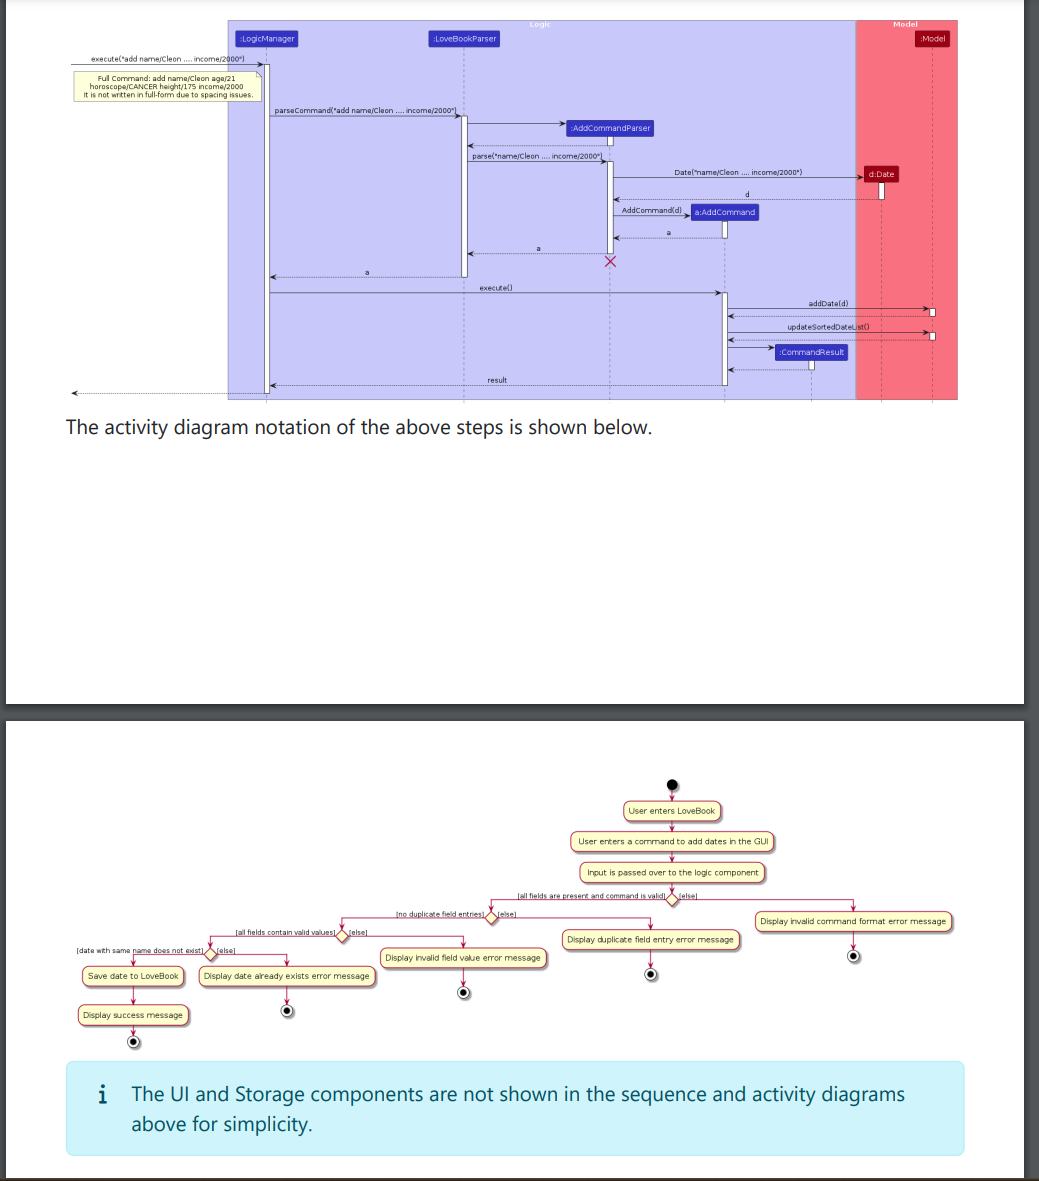 Logic
Model
:LogicManager
:LoveBookParser
:Model
execute("add name/Cleon .... income/2000")
Full Command: add name/Cleon age/21
horoscope/CANCER height/175 income/2000
It is not written in full-form due to spacing issues.
parseCommand("add name/Cleon .... income/2000")
:AddCommandParser
parse("name/Cleon .... income/2000")
Date("name/Cleon .... income/2000")
d:Date
d
AddCommand(d)
a:AddCommand
a
a
a
execute()
addDate(d)
updateSortedDateList()
:CommandResult
result
The activity diagram notation of the above steps is shown below.
User enters LoveBook
User enters a command to add dates in the GUI
Input is passed over to the logic component
[all fields are present and command is valid]
[else]
[no duplicate field entries]
[else]
Display invalid command format error message
[all fields contain valid values]
[else]
Display duplicate field entry error message
[date with same name does not exist]
[else]
Display invalid field value error message
Save date to LoveBook
Display date already exists error message
Display success message
i
The UI and Storage components are not shown in the sequence and activity diagrams
above for simplicity.